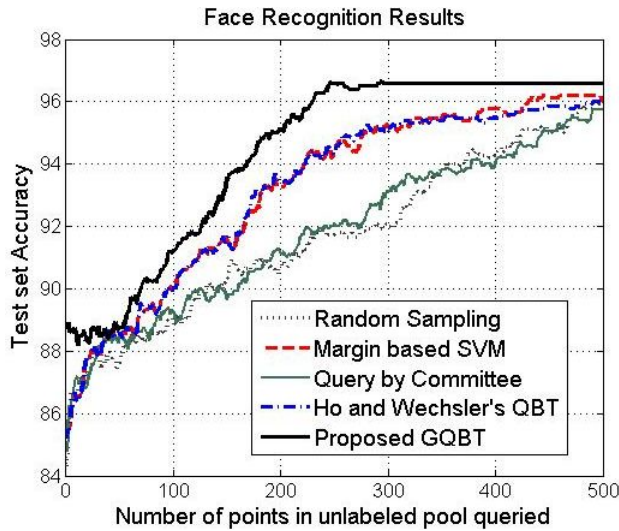 Face Recognition Results
98
96
94
92
90
88
86
84
Test set Accuracy
Random Sampling
Margin based SVM
Query by Committee
Ho and Wechsler's QBT
Proposed GQBT
0 100 200 300 400 500
Number of points in unlabeled pool queried